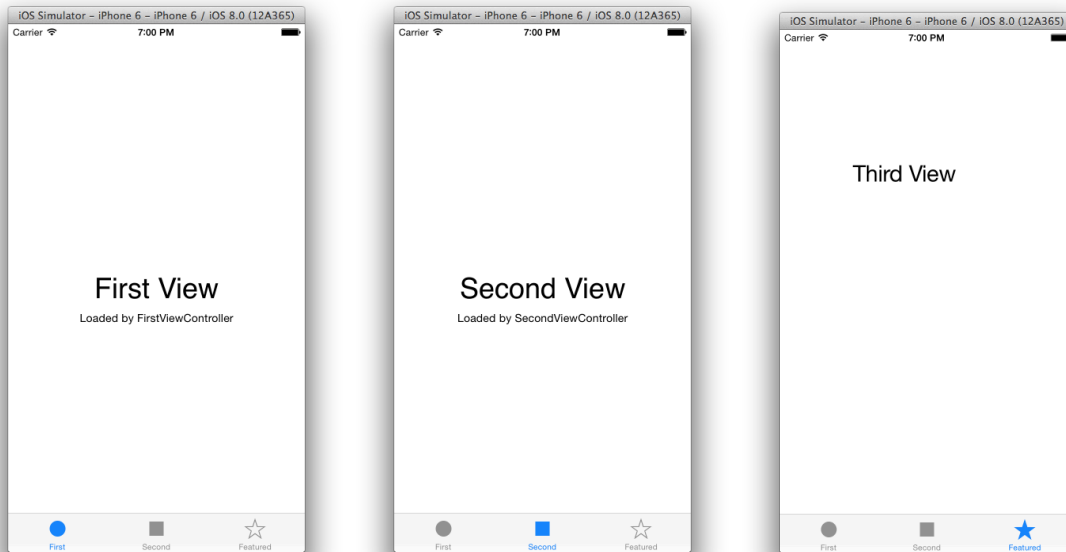 iOS Simulator – iPhone 6 – iPhone 6 / iOS 8.0 (12A365)
Carrier 7:00 PM
First View
Loaded by FirstViewController
First Second Featured
iOS Simulator – iPhone 6 – iPhone 6 / iOS 8.0 (12A365)
Carrier 7:00 PM
Second View
Loaded by SecondViewController
First Second Featured
iOS Simulator – iPhone 6 – iPhone 6 / iOS 8.0 (12A365)
Carrier 7:00 PM
Third View
First Second Featured